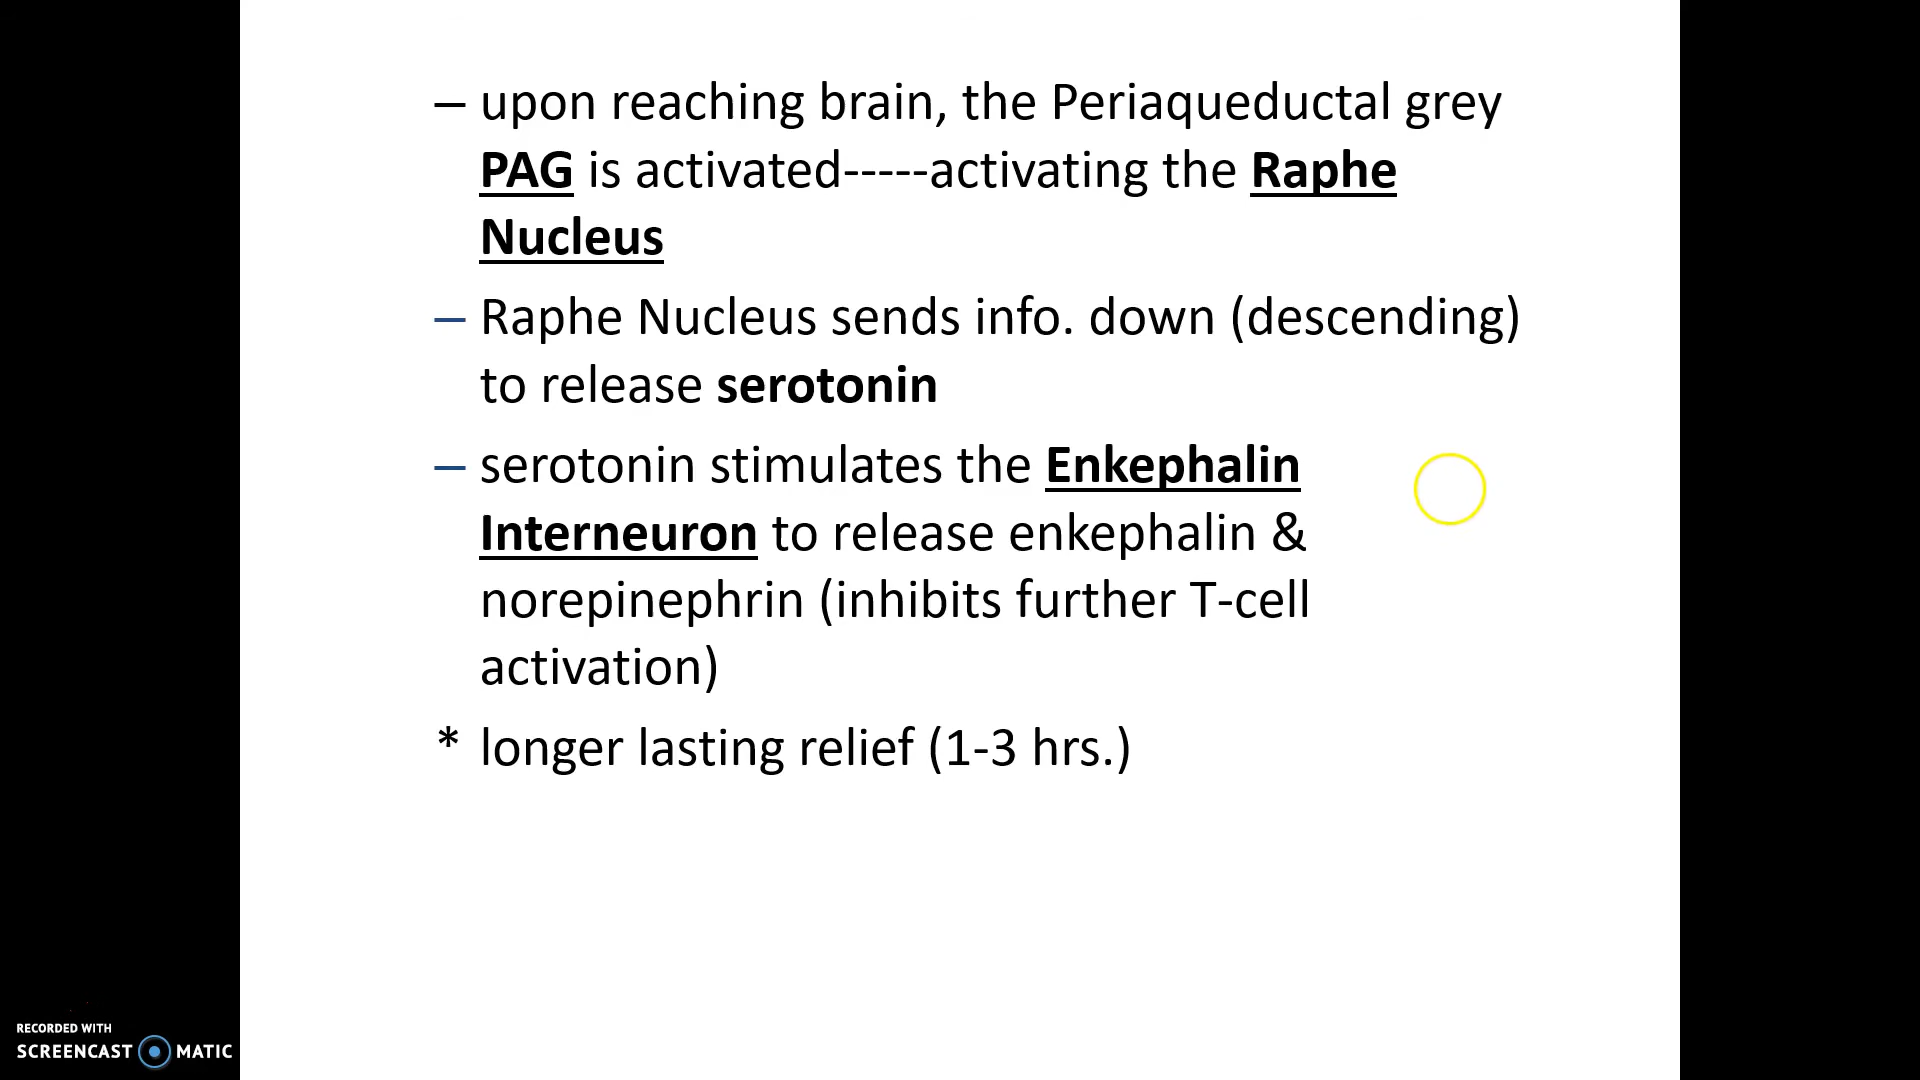 – upon reaching brain, the Periaqueductal grey
PAG is activated-----activating the Raphe
Nucleus
– Raphe Nucleus sends info. down (descending)
to release serotonin
– serotonin stimulates the Enkephalin
Interneuron to release enkephalin &
norepinephrin (inhibits further T-cell
activation)
* longer lasting relief (1-3 hrs.)
RECORDED WITH
SCREENCAST MATIC